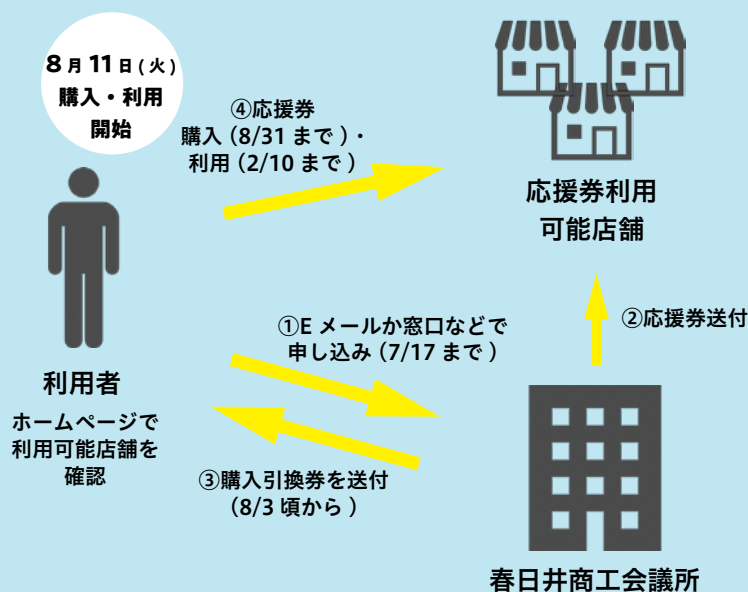 8月11日(火)
購入・利用
開始
④応援券
購入(8/31まで)・
利用(2/10まで)
応援券利用
可能店舗
①Eメールか窓口などで
申し込み(7/17まで)
②応援券送付
利用者
ホームページで
利用可能店舗を
確認
③購入引換券を送付
(8/3頃から)
春日井商工会議所